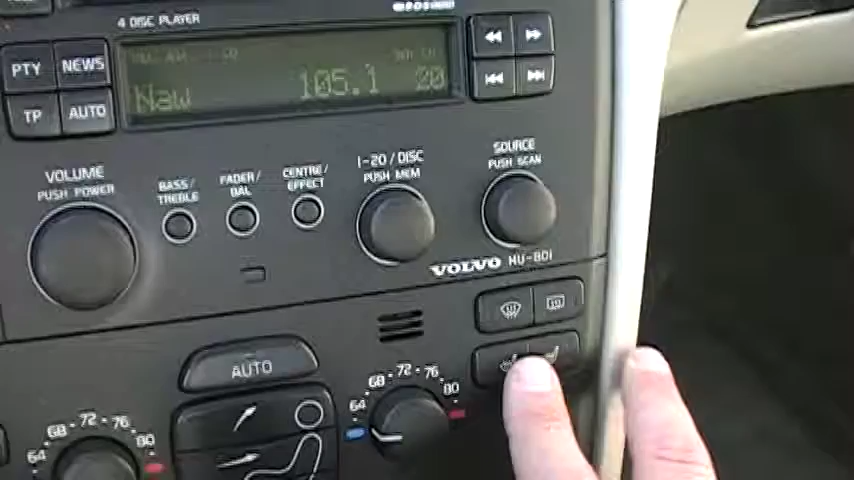 4 DISC PLAYER
PTY NEWS
TP AUTO
Naw 105.1 20
VOLUME
PUSH POWER
BASS/
TREBLE
FADER/
BAL
CENTRE/
EFFECT
1-20/DISC
PUSH MEM
SOURCE
PUSH SCAN
VOLVO HU-801
AUTO
64 68 72 76 80
64 68 72 76 80